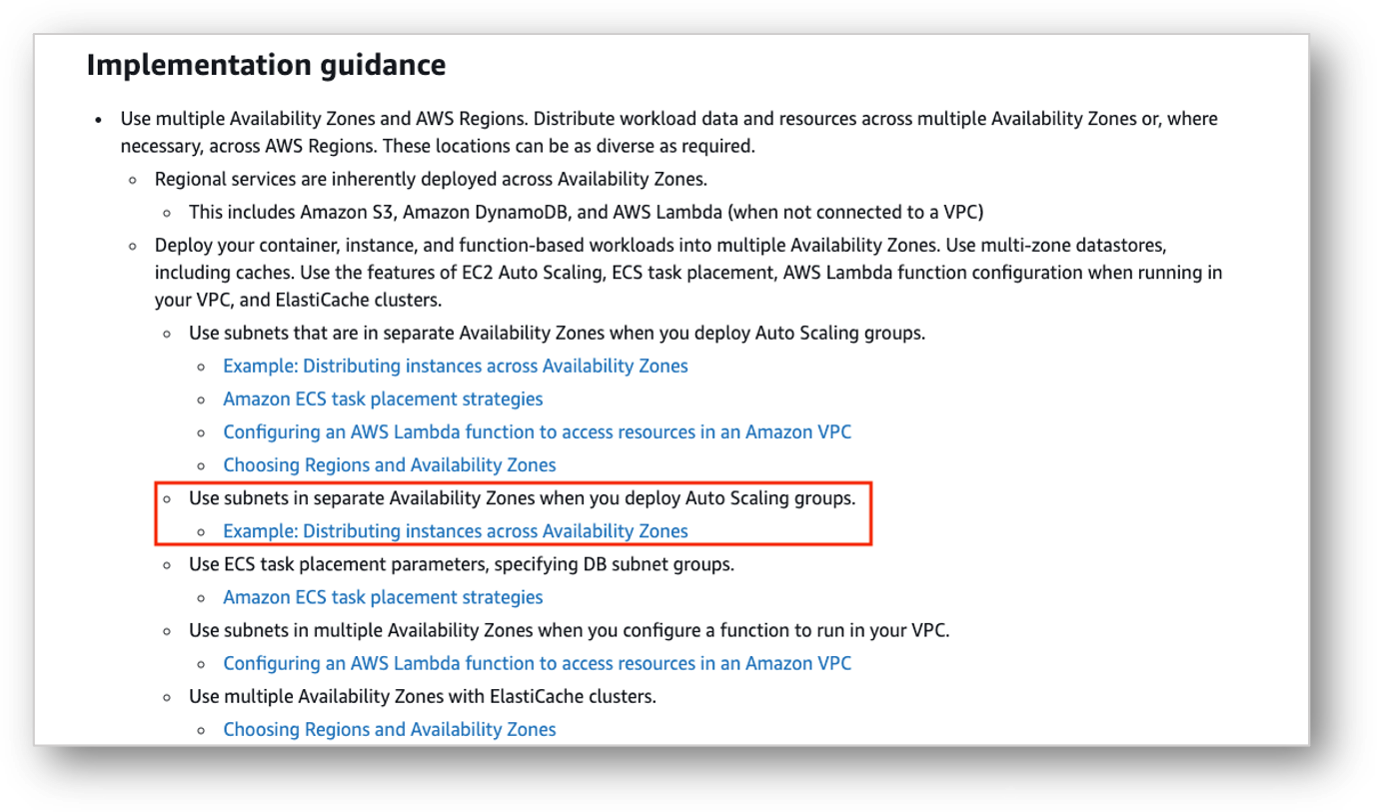 Implementation guidance
Use multiple Availability Zones and AWS Regions. Distribute workload data and resources across multiple Availability Zones or, where
necessary, across AWS Regions. These locations can be as diverse as required.
Regional services are inherently deployed across Availability Zones.
This includes Amazon S3, Amazon DynamoDB, and AWS Lambda (when not connected to a VPC)
Deploy your container, instance, and function-based workloads into multiple Availability Zones. Use multi-zone datastores,
including caches. Use the features of EC2 Auto Scaling, ECS task placement, AWS Lambda function configuration when running in
your VPC, and ElastiCache clusters.
Use subnets that are in separate Availability Zones when you deploy Auto Scaling groups.
Example: Distributing instances across Availability Zones
Amazon ECS task placement strategies
Configuring an AWS Lambda function to access resources in an Amazon VPC
Choosing Regions and Availability Zones
Use subnets in separate Availability Zones when you deploy Auto Scaling groups.
Example: Distributing instances across Availability Zones
Use ECS task placement parameters, specifying DB subnet groups.
Amazon ECS task placement strategies
Use subnets in multiple Availability Zones when you configure a function to run in your VPC.
Configuring an AWS Lambda function to access resources in an Amazon VPC
Use multiple Availability Zones with ElastiCache clusters.
Choosing Regions and Availability Zones